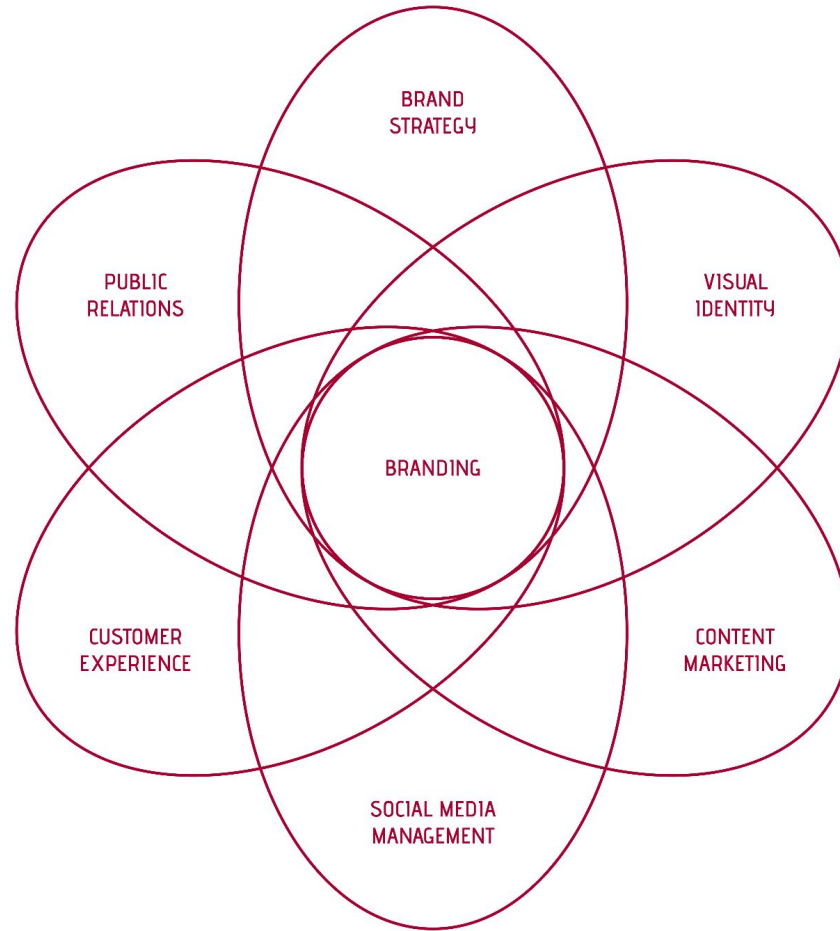 BRAND
STRATEGY
PUBLIC
RELATIONS
VISUAL
IDENTITY
BRANDING
CUSTOMER
EXPERIENCE
CONTENT
MARKETING
SOCIAL MEDIA
MANAGEMENT